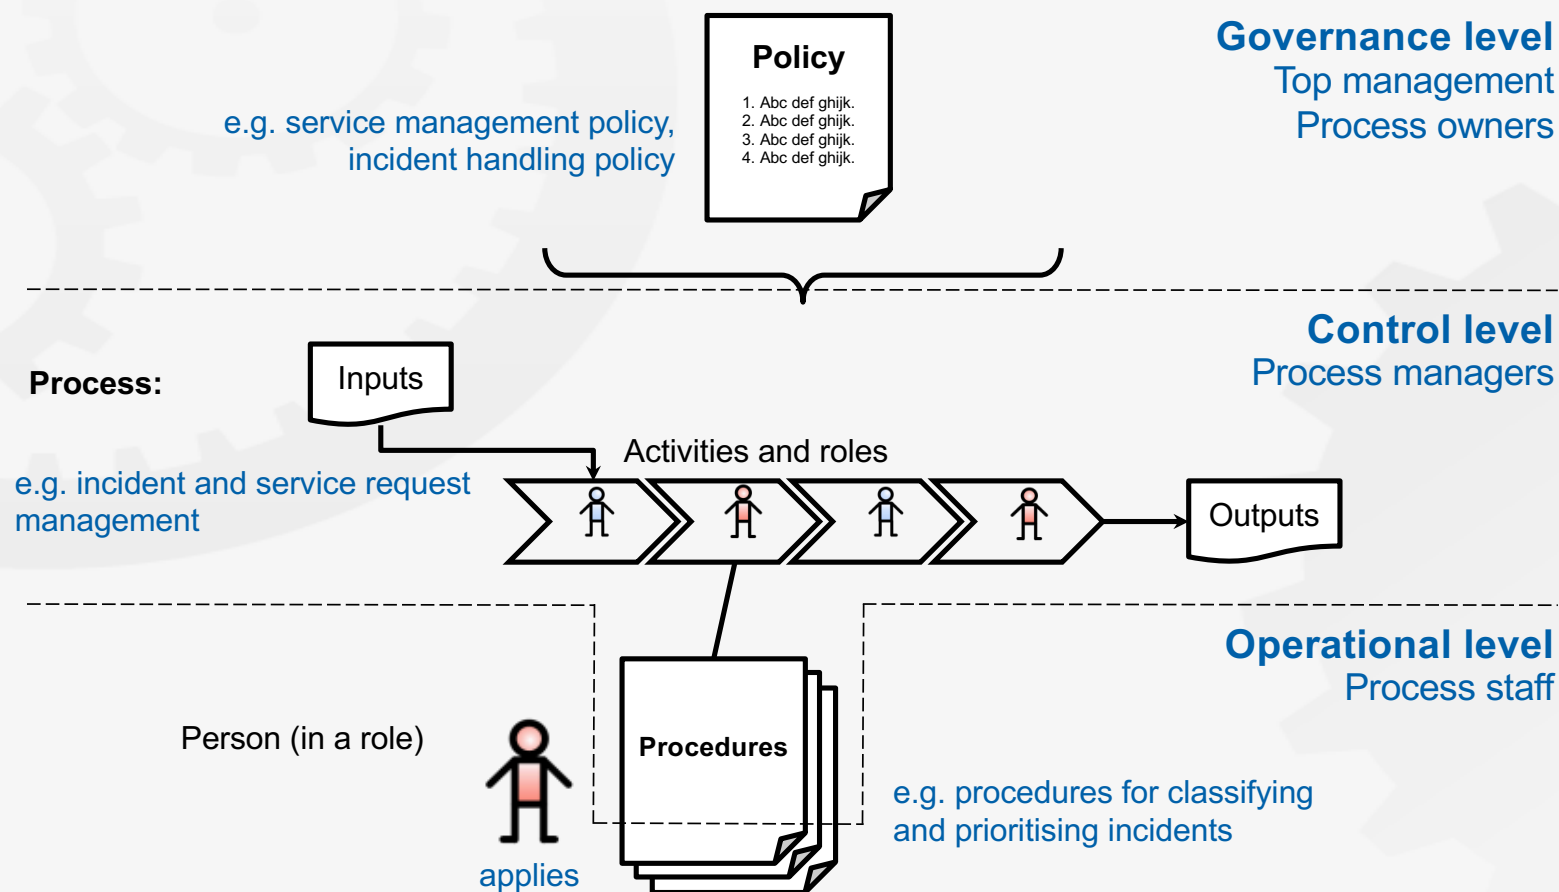 Governance level
Top management
Process owners
Policy
1. Abc def ghijk.
2. Abc def ghijk.
3. Abc def ghijk.
4. Abc def ghijk.
e.g. service management policy,
incident handling policy
Control level
Process managers
Process:
Inputs
Activities and roles
e.g. incident and service request
management
Outputs
Operational level
Process staff
Person (in a role)
Procedures
e.g. procedures for classifying
and prioritising incidents
applies